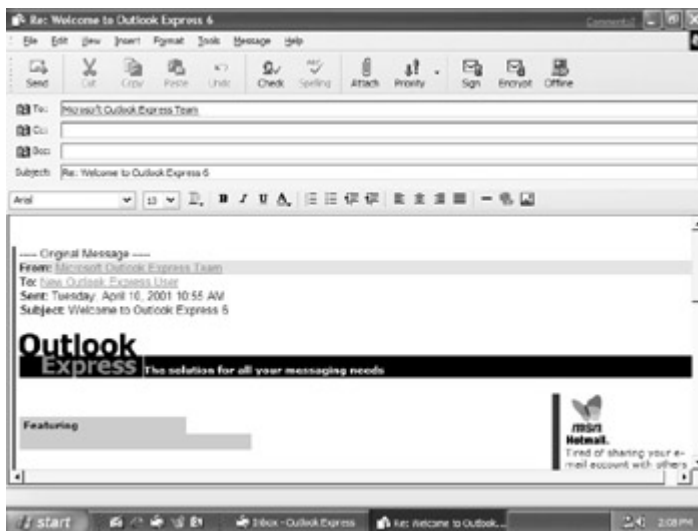 Re: Welcome to Outlook Express 6
File Edit View Insert Format Tools Message Help
Send Cut Copy Paste Undo Check Spelling Attach Priority Sign Encrypt Offline
To: Microsoft Outlook Express Team
Cc:
Bcc:
Subject: Re: Welcome to Outlook Express 6
Arial 10 B I U A
----- Original Message -----
From: Microsoft Outlook Express Team
To: New Outlook Express User
Sent: Tuesday, April 10, 2001 10:55 AM
Subject: Welcome to Outlook Express 6
Outlook
Express The solution for all your messaging needs
Featuring
msn
Hotmail.
Tired of sharing your e-
mail account with others
start Inbox - Outlook Express Re: Welcome to Outlook...